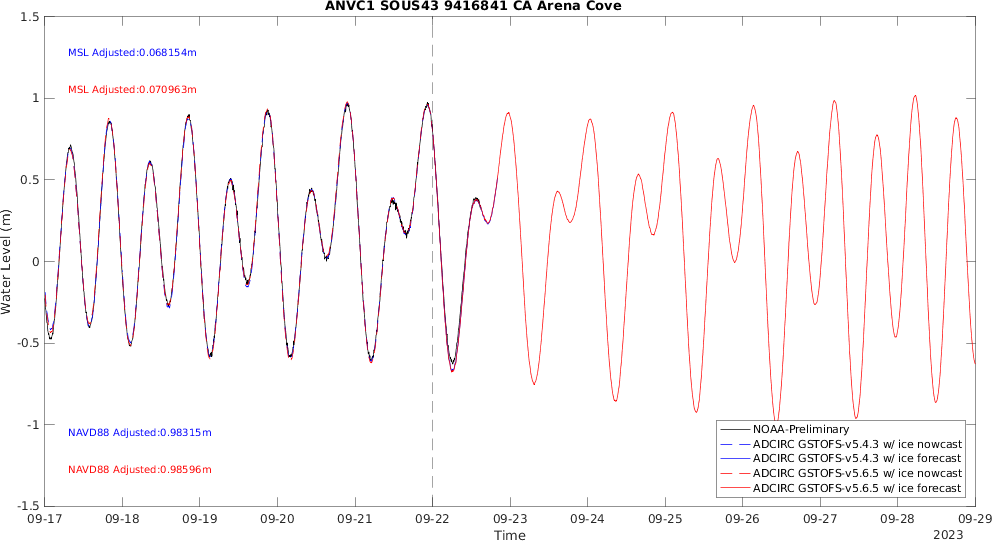 ANVC1 SOUS43 9416841 CA Arena Cove
1.5
1
0.5
0
-0.5
-1
-1.5
Water Level (m)
MSL Adjusted:0.068154m
MSL Adjusted:0.070963m
NAVD88 Adjusted:0.98315m
NAVD88 Adjusted:0.98596m
NOAA-Preliminary
ADCIRC GSTOFS-v5.4.3 w/ ice nowcast
ADCIRC GSTOFS-v5.4.3 w/ ice forecast
ADCIRC GSTOFS-v5.6.5 w/ ice nowcast
ADCIRC GSTOFS-v5.6.5 w/ ice forecast
09-17 09-18 09-19 09-20 09-21 09-22 09-23 09-24 09-25 09-26 09-27 09-28 09-29
Time
2023